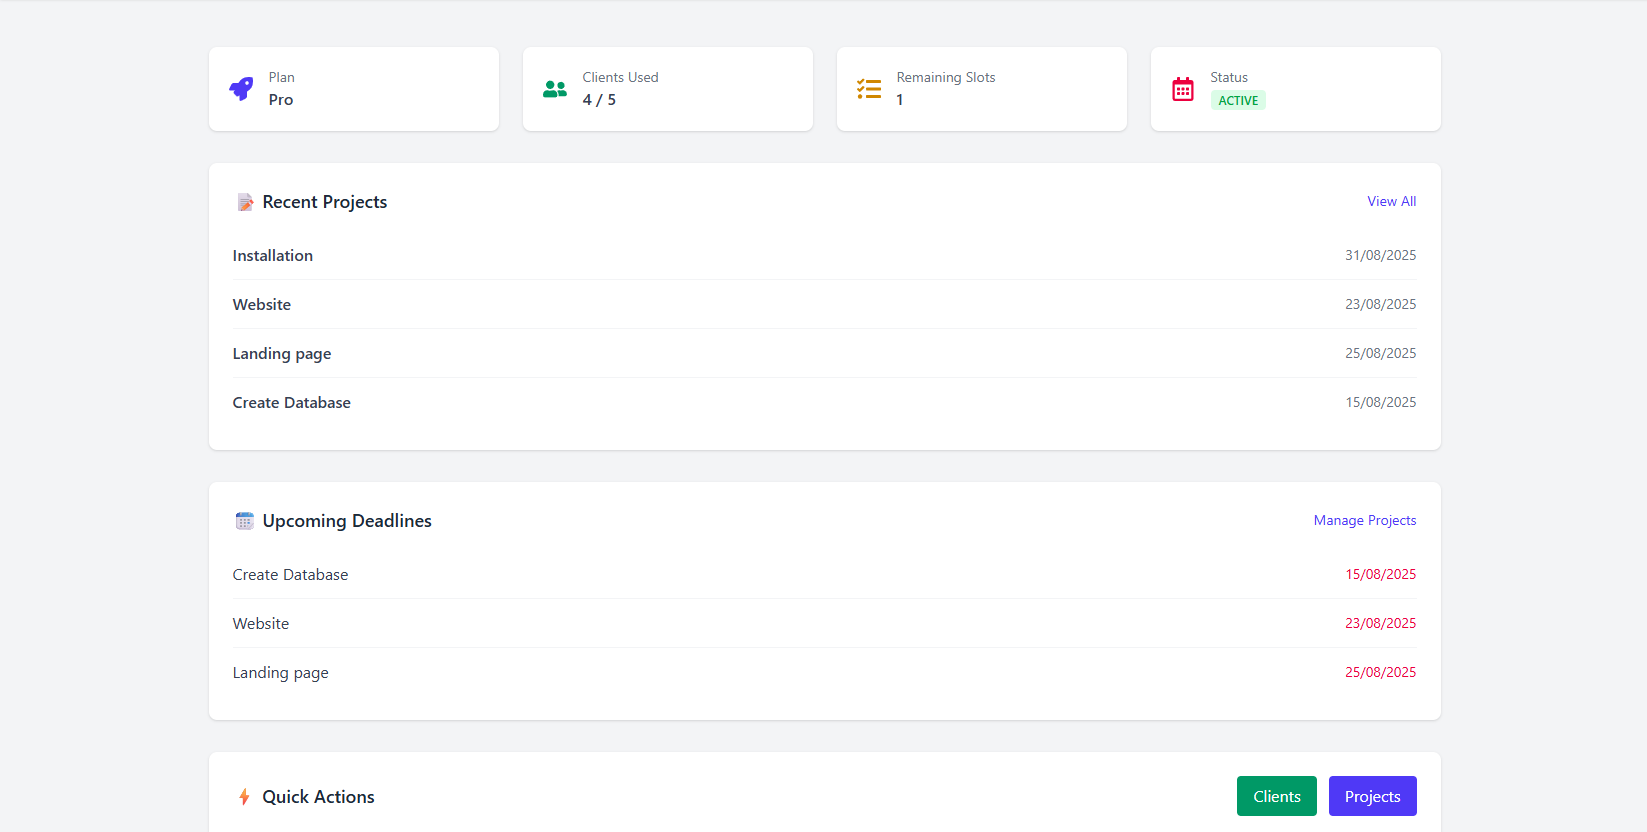 Plan
Pro
Clients Used
4 / 5
Remaining Slots
1
Status
ACTIVE
Recent Projects
View All
Installation 31/08/2025
Website 23/08/2025
Landing page 25/08/2025
Create Database 15/08/2025
Upcoming Deadlines
Manage Projects
Create Database 15/08/2025
Website 23/08/2025
Landing page 25/08/2025
Quick Actions
Clients
Projects